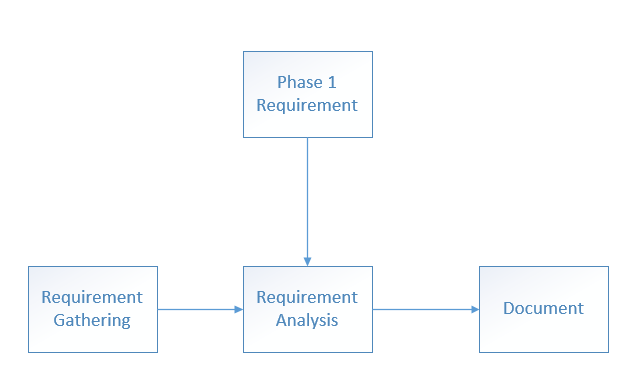 Phase 1
Requirement
Requirement
Gathering
Requirement
Analysis
Document